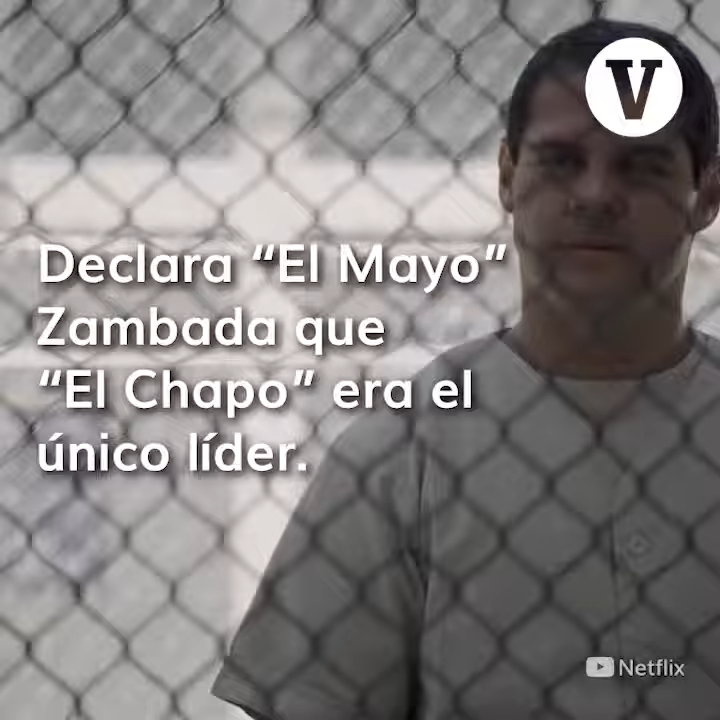 V
Declara “El Mayo”
Zambada que
“El Chapo” era el
único líder.
Netflix